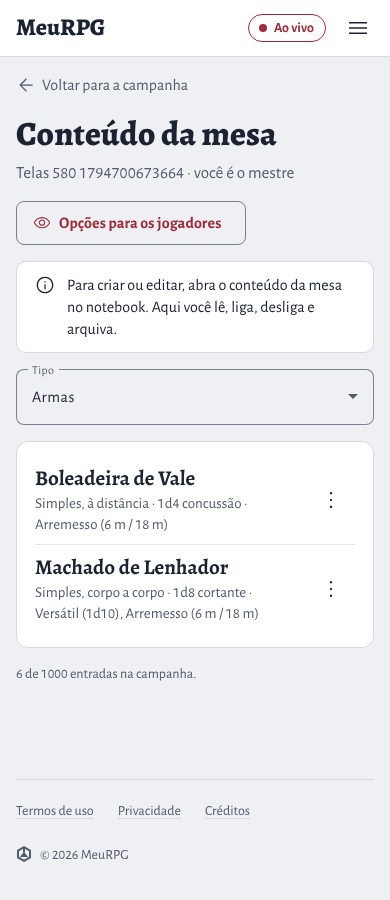 MeuRPG
Ao vivo
Voltar para a campanha
Conteúdo da mesa
Telas 580 1794700673664 · você é o mestre
Opções para os jogadores
Para criar ou editar, abra o conteúdo da mesa
no notebook. Aqui você lê, liga, desliga e
arquiva.
Tipo
Armas
Boleadeira de Vale
Simples, à distância · 1d4 concussão ·
Arremesso (6 m / 18 m)
Machado de Lenhador
Simples, corpo a corpo · 1d8 cortante ·
Versátil (1d10), Arremesso (6 m / 18 m)
6 de 1000 entradas na campanha.
Termos de uso
Privacidade
Créditos
© 2026 MeuRPG